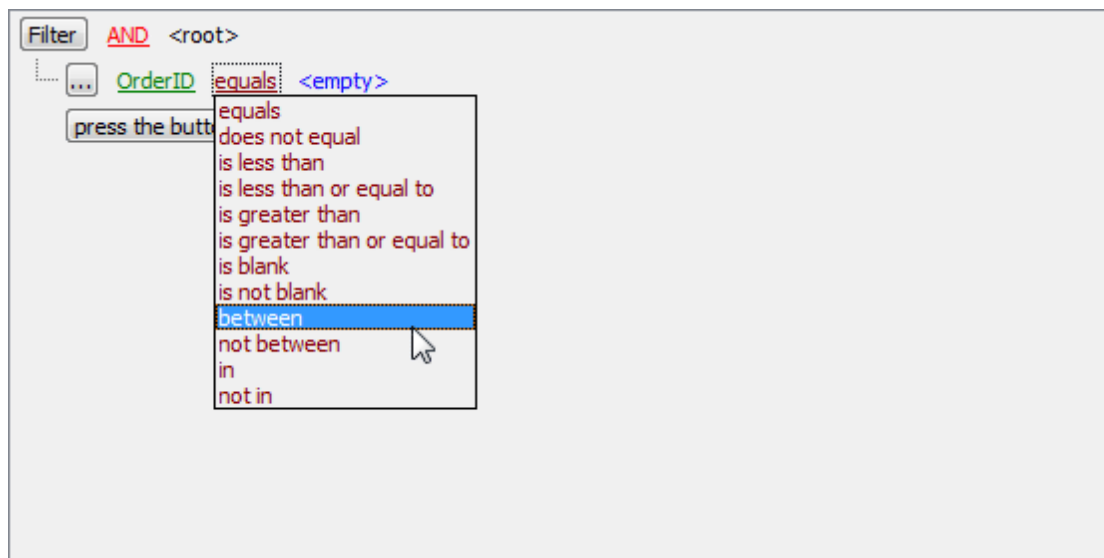 Filter AND <root>
... OrderID equals <empty>
press the butt
equals
does not equal
is less than
is less than or equal to
is greater than
is greater than or equal to
is blank
is not blank
between
not between
in
not in